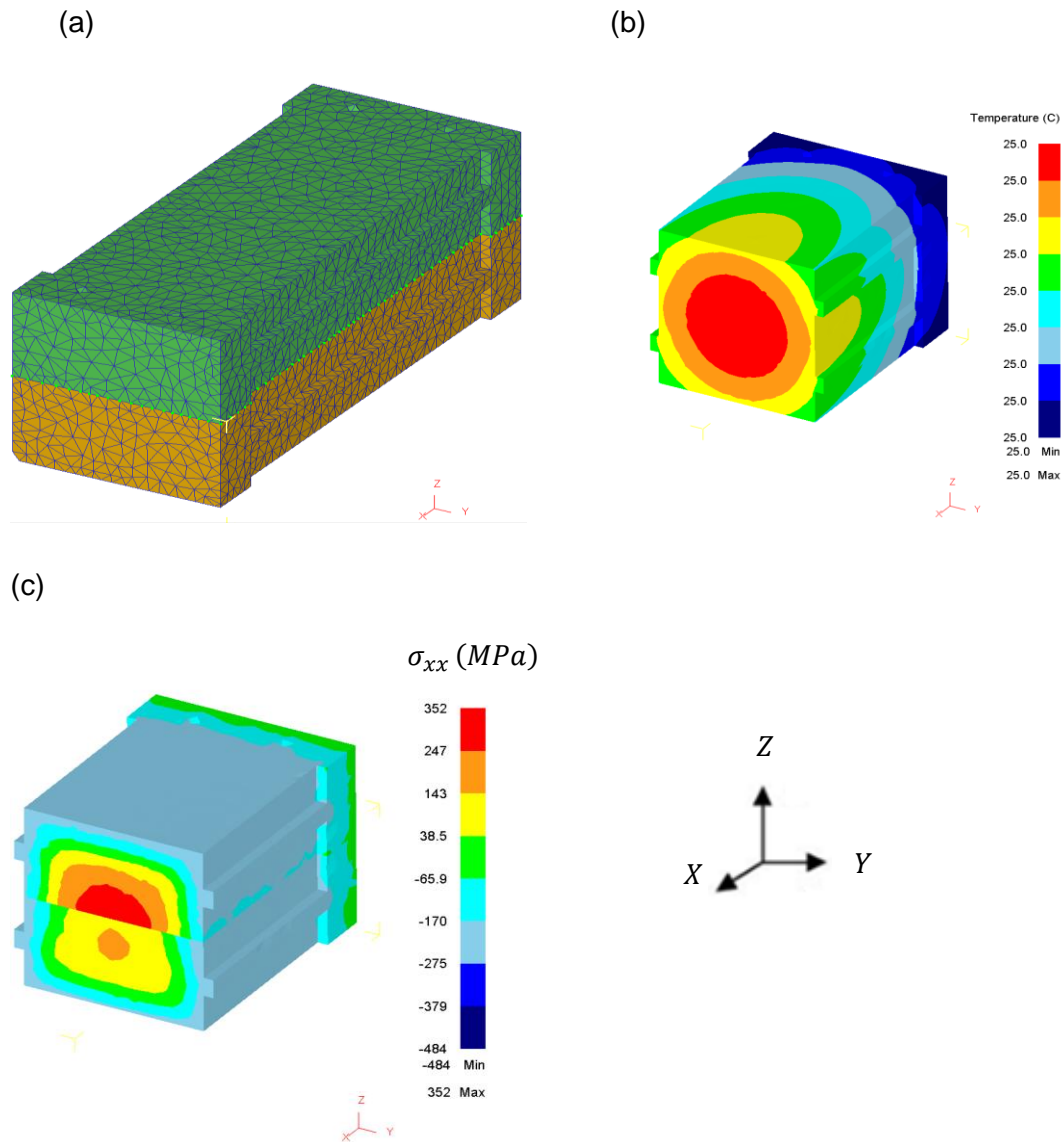 (a)
(b)
Temperature (C)
25.0
25.0
25.0
25.0
25.0
25.0
25.0
25.0
25.0
25.0 Min
25.0 Max
Z
X Y
Z
X Y
(c)
σxx (MPa)
352
247
143
38.5
-65.9
-170
-275
-379
-484
-484 Min
352 Max
Z
X Y
Z
X Y